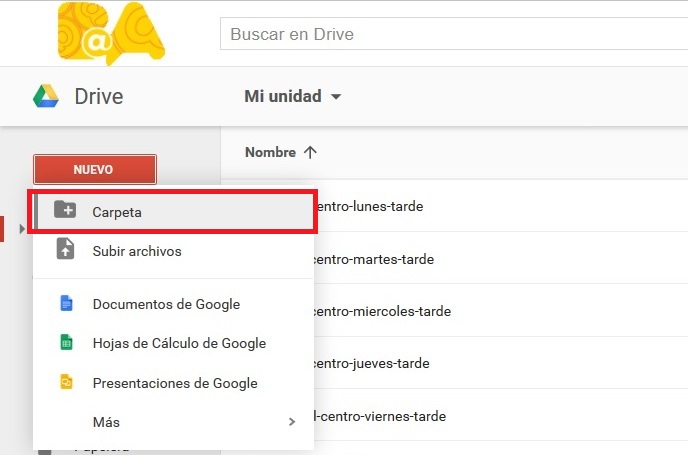 B@A
Buscar en Drive
Drive
Mi unidad
Nombre
NUEVO
Carpeta
Subir archivos
Documentos de Google
Hojas de Cálculo de Google
Presentaciones de Google
Más
centro-lunes-tarde
centro-martes-tarde
centro-miercoles-tarde
centro-jueves-tarde
l-centro-viernes-tarde